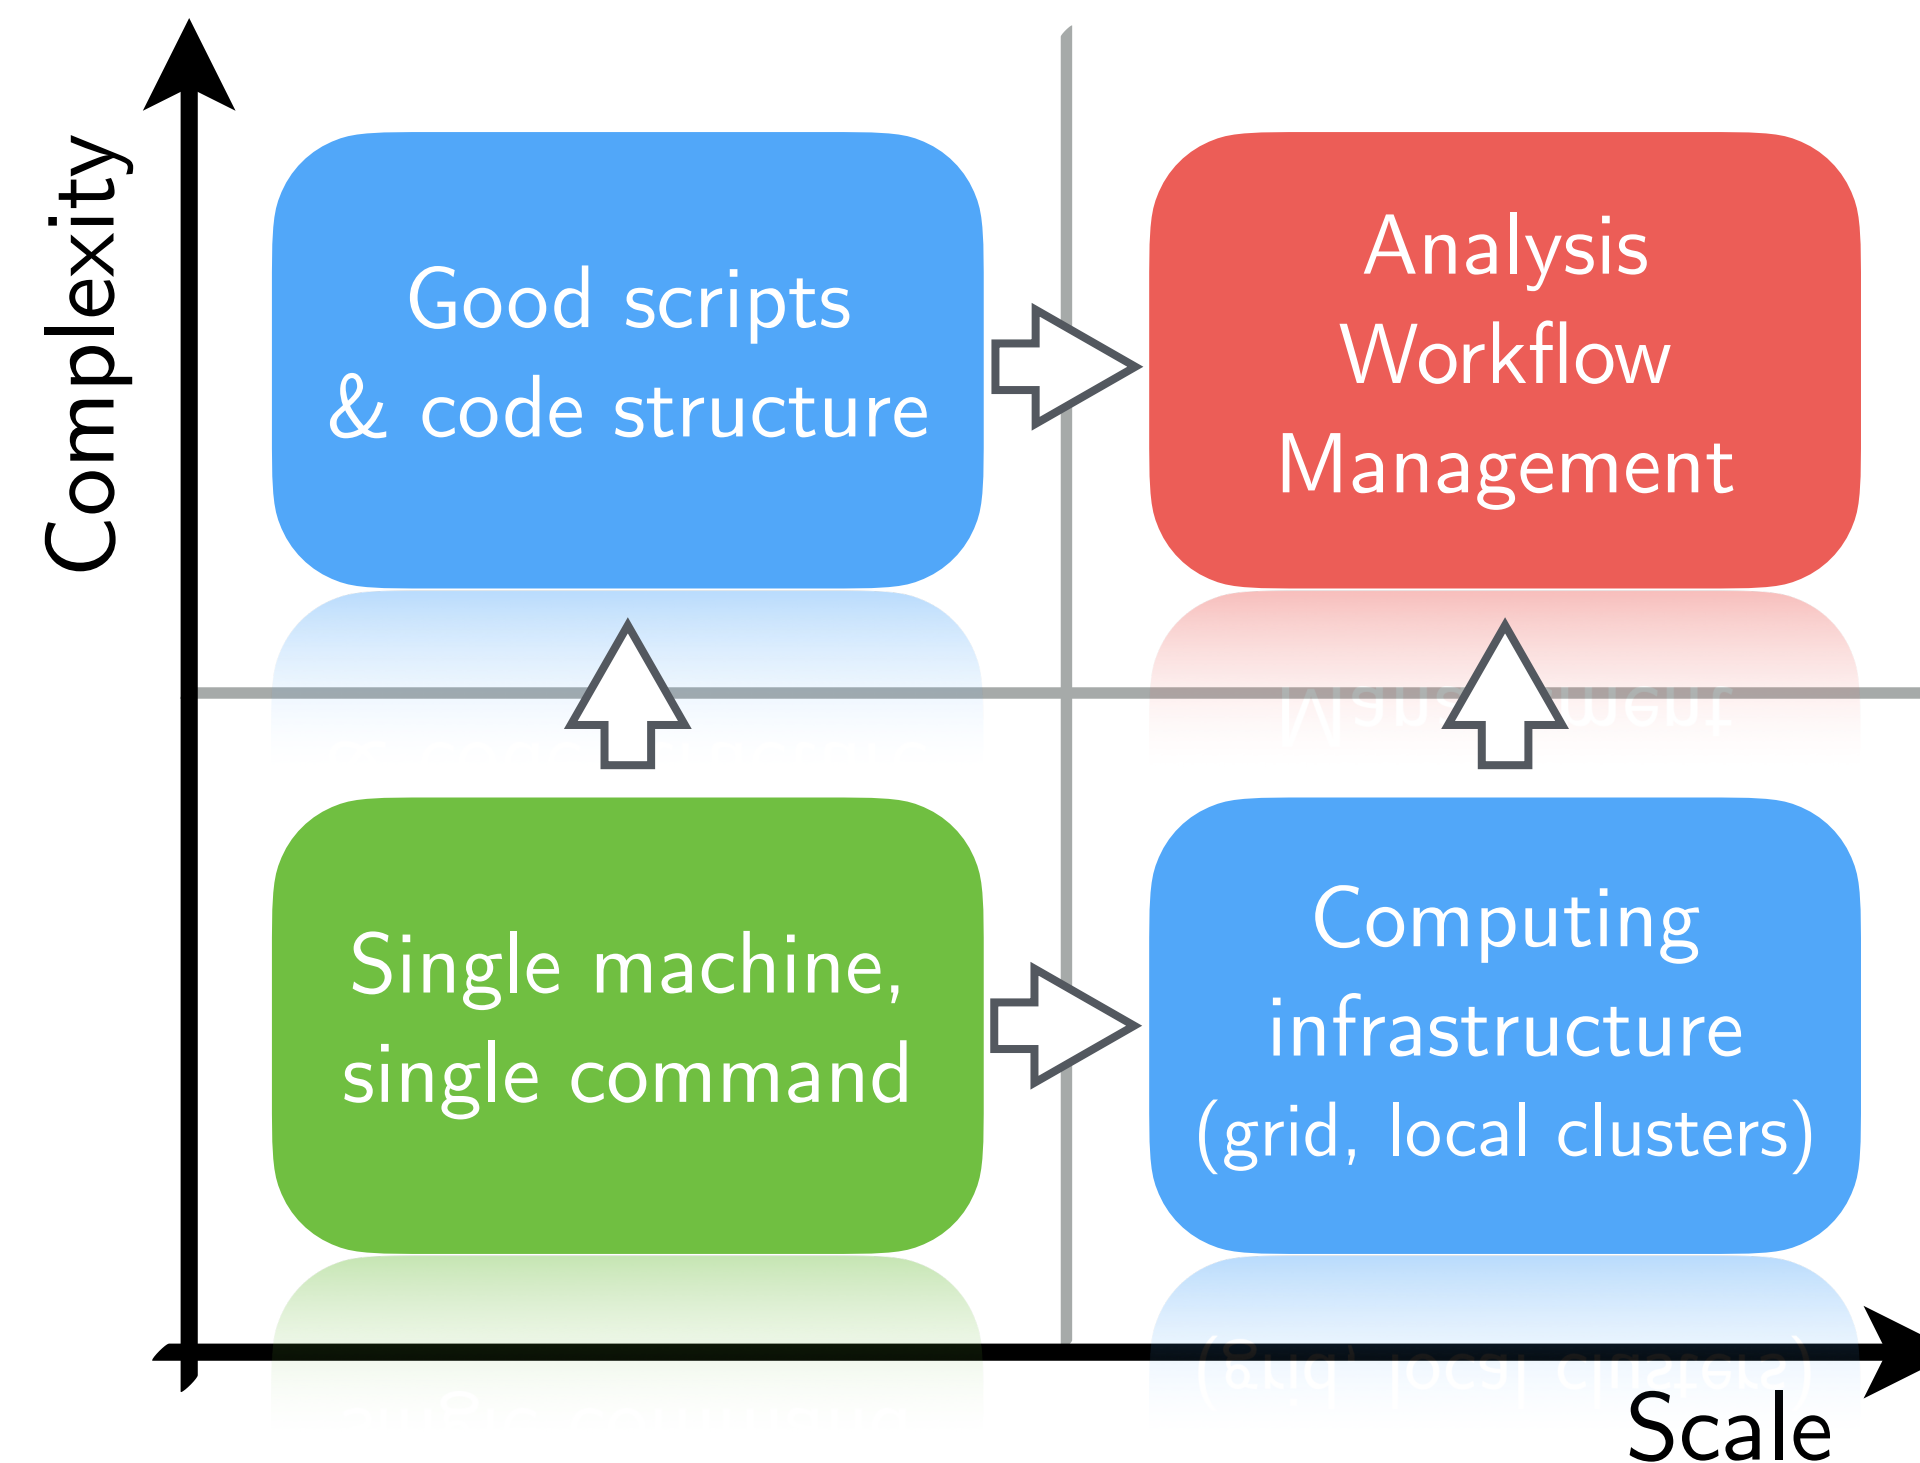 Complexity
Good scripts
& code structure
Analysis
Workflow
Management
Single machine,
single command
Computing
infrastructure
(grid, local clusters)
Scale